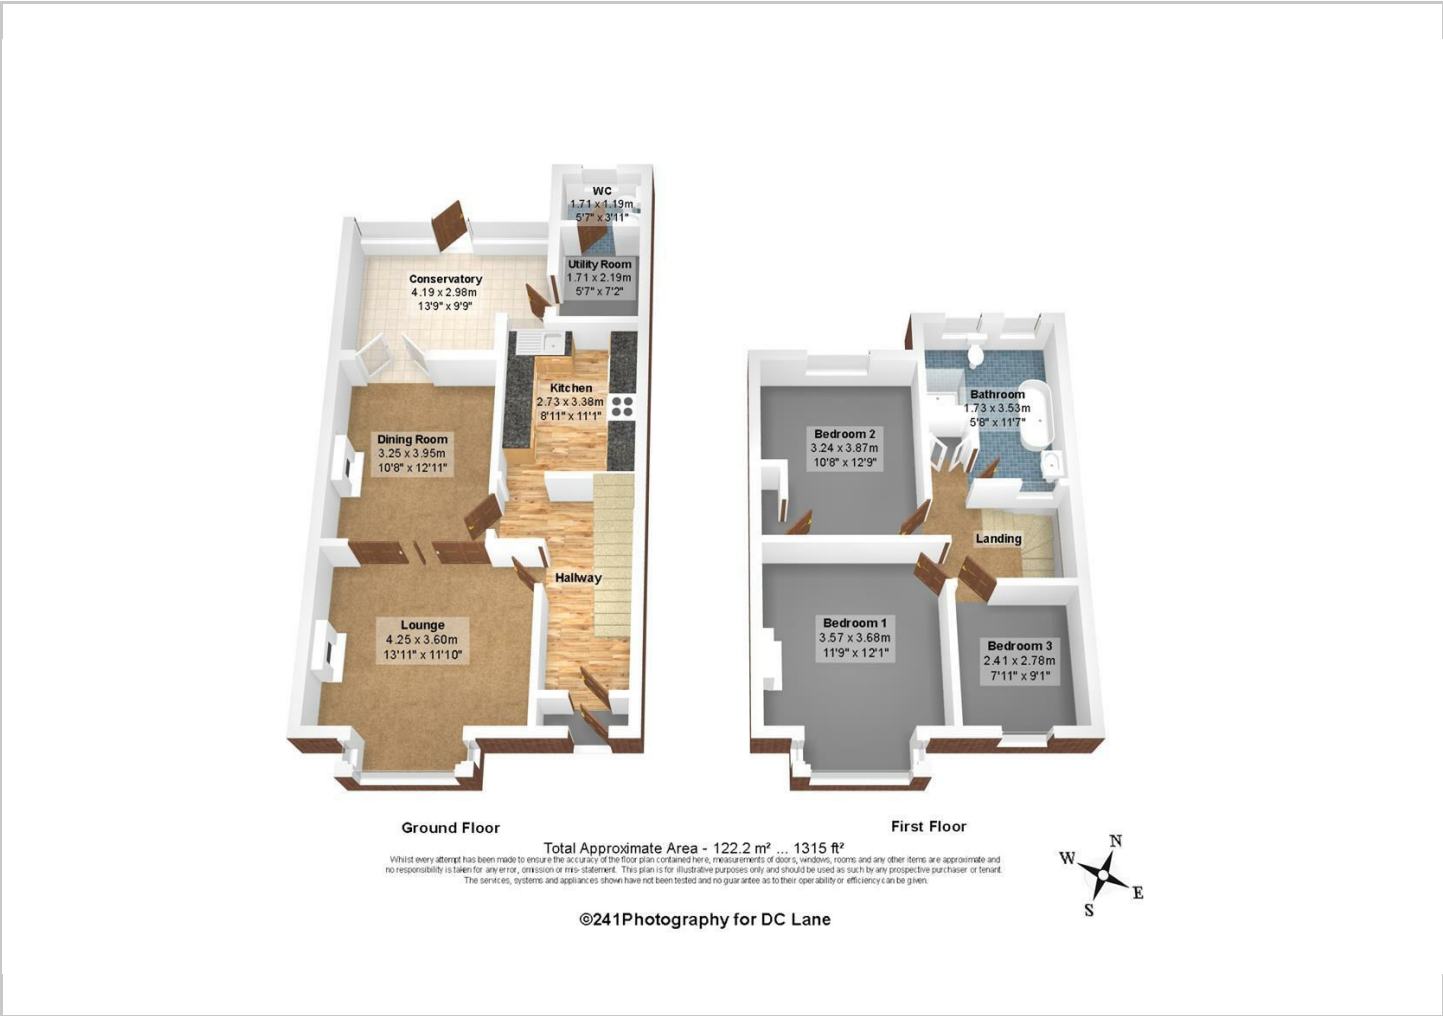 WC
1.71 x 1.19m
5'7" x 3'11"
Utility Room
1.71 x 2.19m
5'7" x 7'2"
Conservatory
4.19 x 2.98m
13'9" x 9'9"
Kitchen
2.73 x 3.38m
8'11" x 11'1"
Dining Room
3.25 x 3.95m
10'8" x 12'11"
Hallway
Lounge
4.25 x 3.60m
13'11" x 11'10"
Bathroom
1.73 x 3.53m
5'8" x 11'7"
Bedroom 2
3.24 x 3.87m
10'8" x 12'9"
Landing
Bedroom 1
3.57 x 3.68m
11'9" x 12'1"
Bedroom 3
2.41 x 2.78m
7'11" x 9'1"
Ground Floor
First Floor
Total Approximate Area - 122.2 m² ... 1315 ft²
Whilst every attempt has been made to ensure the accuracy of the floor plan contained here, measurements of doors, windows, rooms and any other items are approximate and
no responsibility is taken for any error, omission or mis- statement. This plan is for illustrative purposes only and should be used as such by any prospective purchaser or tenant.
The services, systems and appliances shown have not been tested and no guarantee as to their operability or efficiency can be given.
©241Photography for DC Lane
N
W
E
S